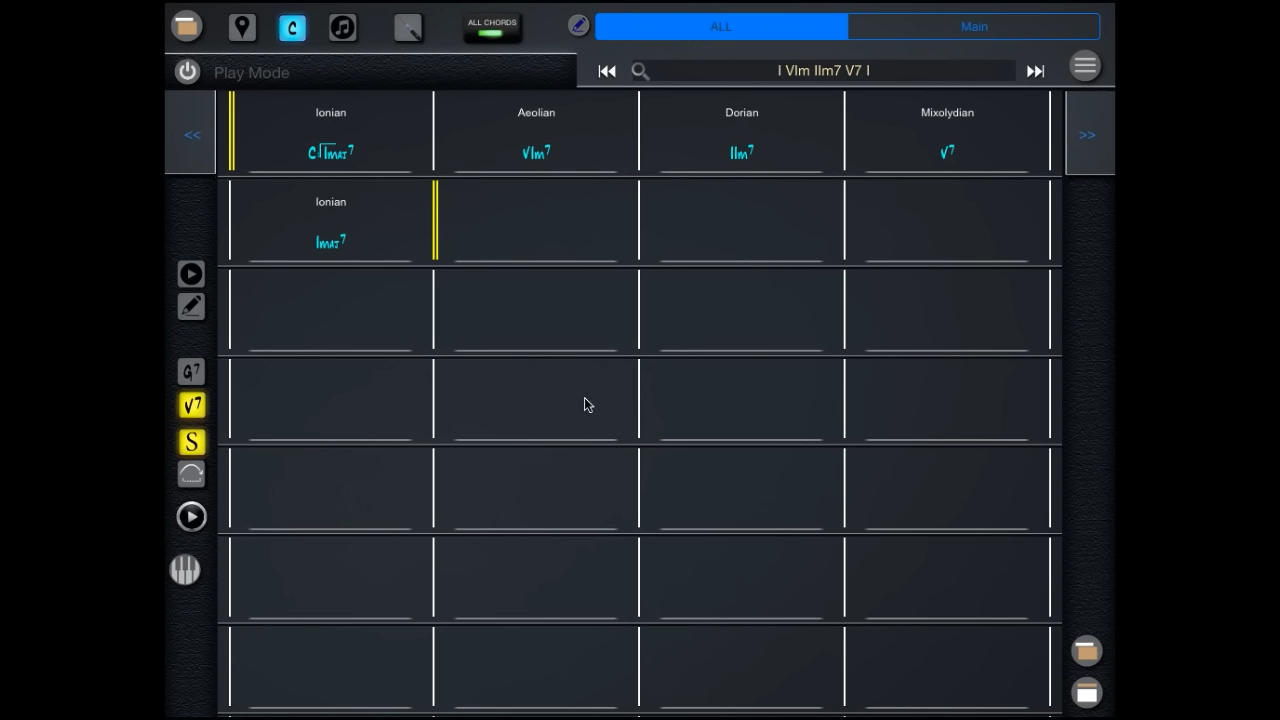 C
ALL CHORDS
ALL
Main
Play Mode
I VIm IIm7 V7 I
<<
Ionian
Aeolian
Dorian
Mixolydian
>>
C:IMAJ7
VIm7
IIm7
V7
Ionian
IMAJ7
G7
V7
S